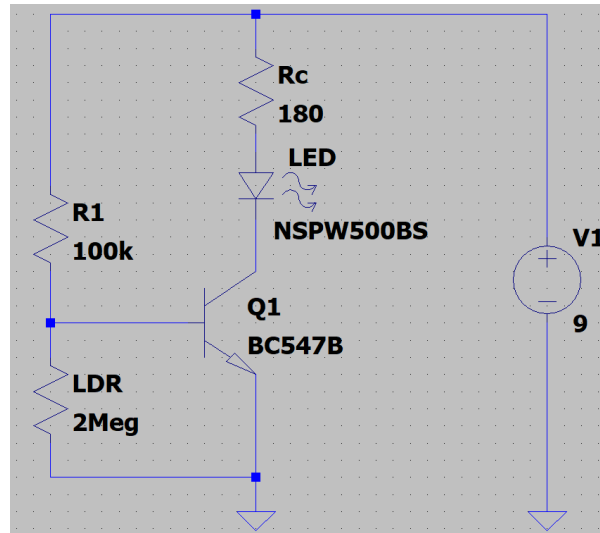 Rc
180
LED
NSPW500BS
R1
100k
V1
9
Q1
BC547B
LDR
2Meg